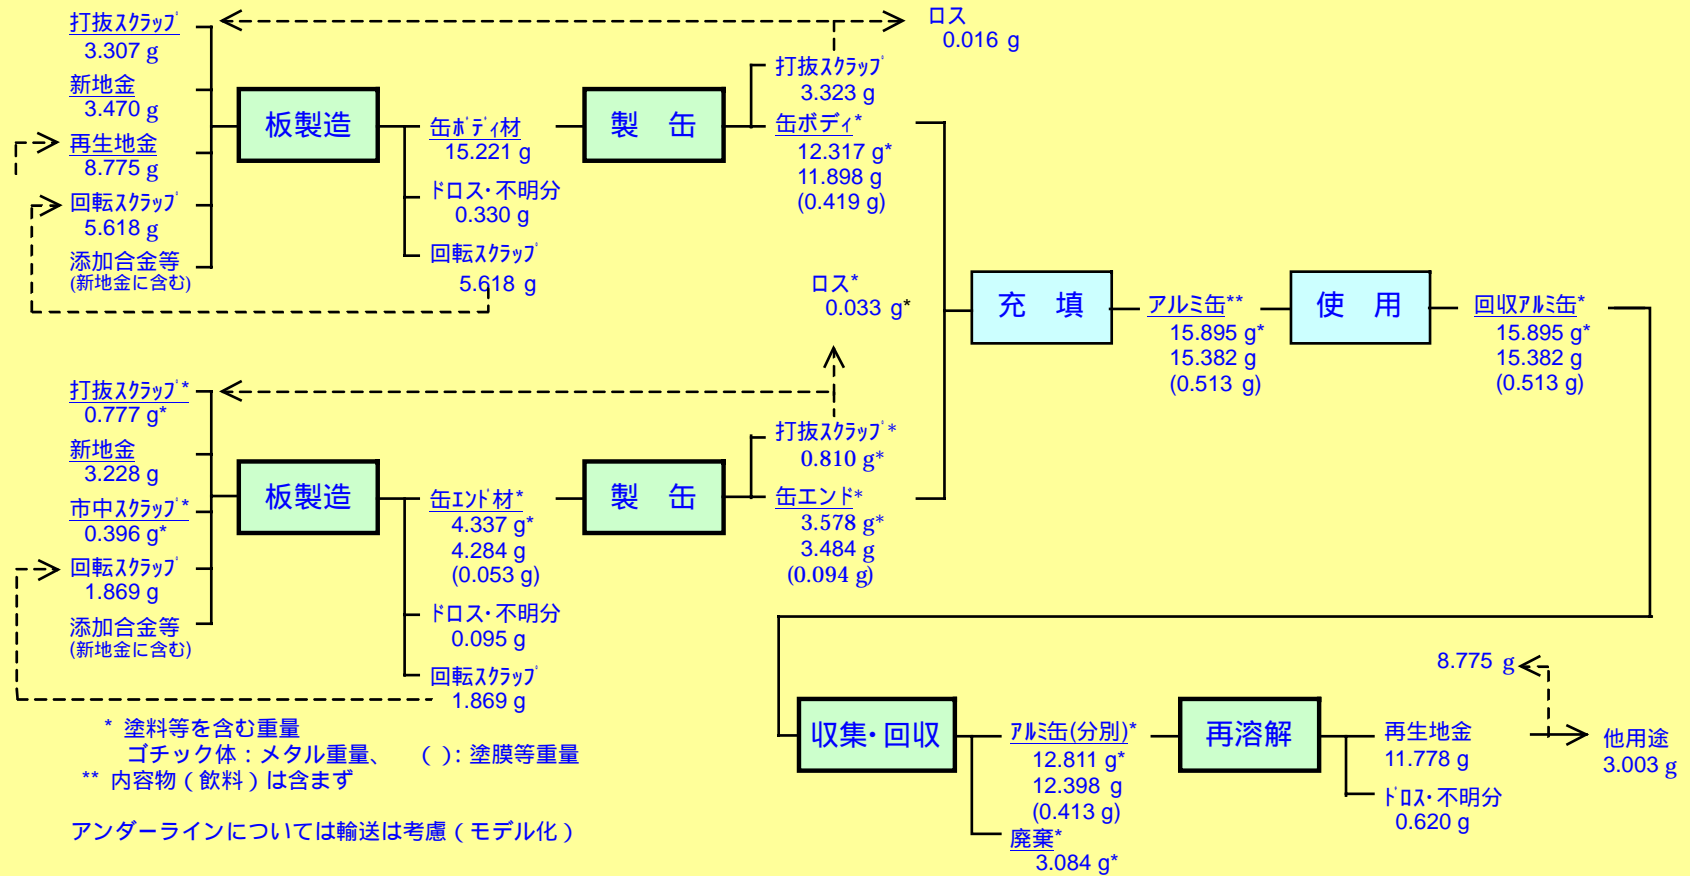 打抜スクラップ
3.307 g
新地金
3.470 g
再生地金
8.775 g
回転スクラップ
5.618 g
添加合金等
(新地金に含む)
板製造
缶ボディ材
15.221 g
ドロス・不明分
0.330 g
回転スクラップ
5.618 g
製 缶
ロス
0.016 g
打抜スクラップ
3.323 g
缶ボディ*
12.317 g*
11.898 g
(0.419 g)
ロス*
0.033 g*
充 填
アルミ缶**
15.895 g*
15.382 g
(0.513 g)
使 用
回収アルミ缶*
15.895 g*
15.382 g
(0.513 g)
打抜スクラップ*
0.777 g*
新地金
3.228 g
市中スクラップ*
0.396 g*
回転スクラップ
1.869 g
添加合金等
(新地金に含む)
板製造
缶エンド材*
4.337 g*
4.284 g
(0.053 g)
ドロス・不明分
0.095 g
回転スクラップ
1.869 g
製 缶
打抜スクラップ*
0.810 g*
缶エンド*
3.578 g*
3.484 g
(0.094 g)
収集・回収
アルミ缶(分別)*
12.811 g*
12.398 g
(0.413 g)
廃棄*
3.084 g*
再溶解
8.775 g
再生地金
11.778 g
ドロス・不明分
0.620 g
他用途
3.003 g
* 塗料等を含む重量
ゴチック体:メタル重量、 ( ): 塗膜等重量
** 内容物(飲料)は含まず
アンダーラインについては輸送は考慮(モデル化)